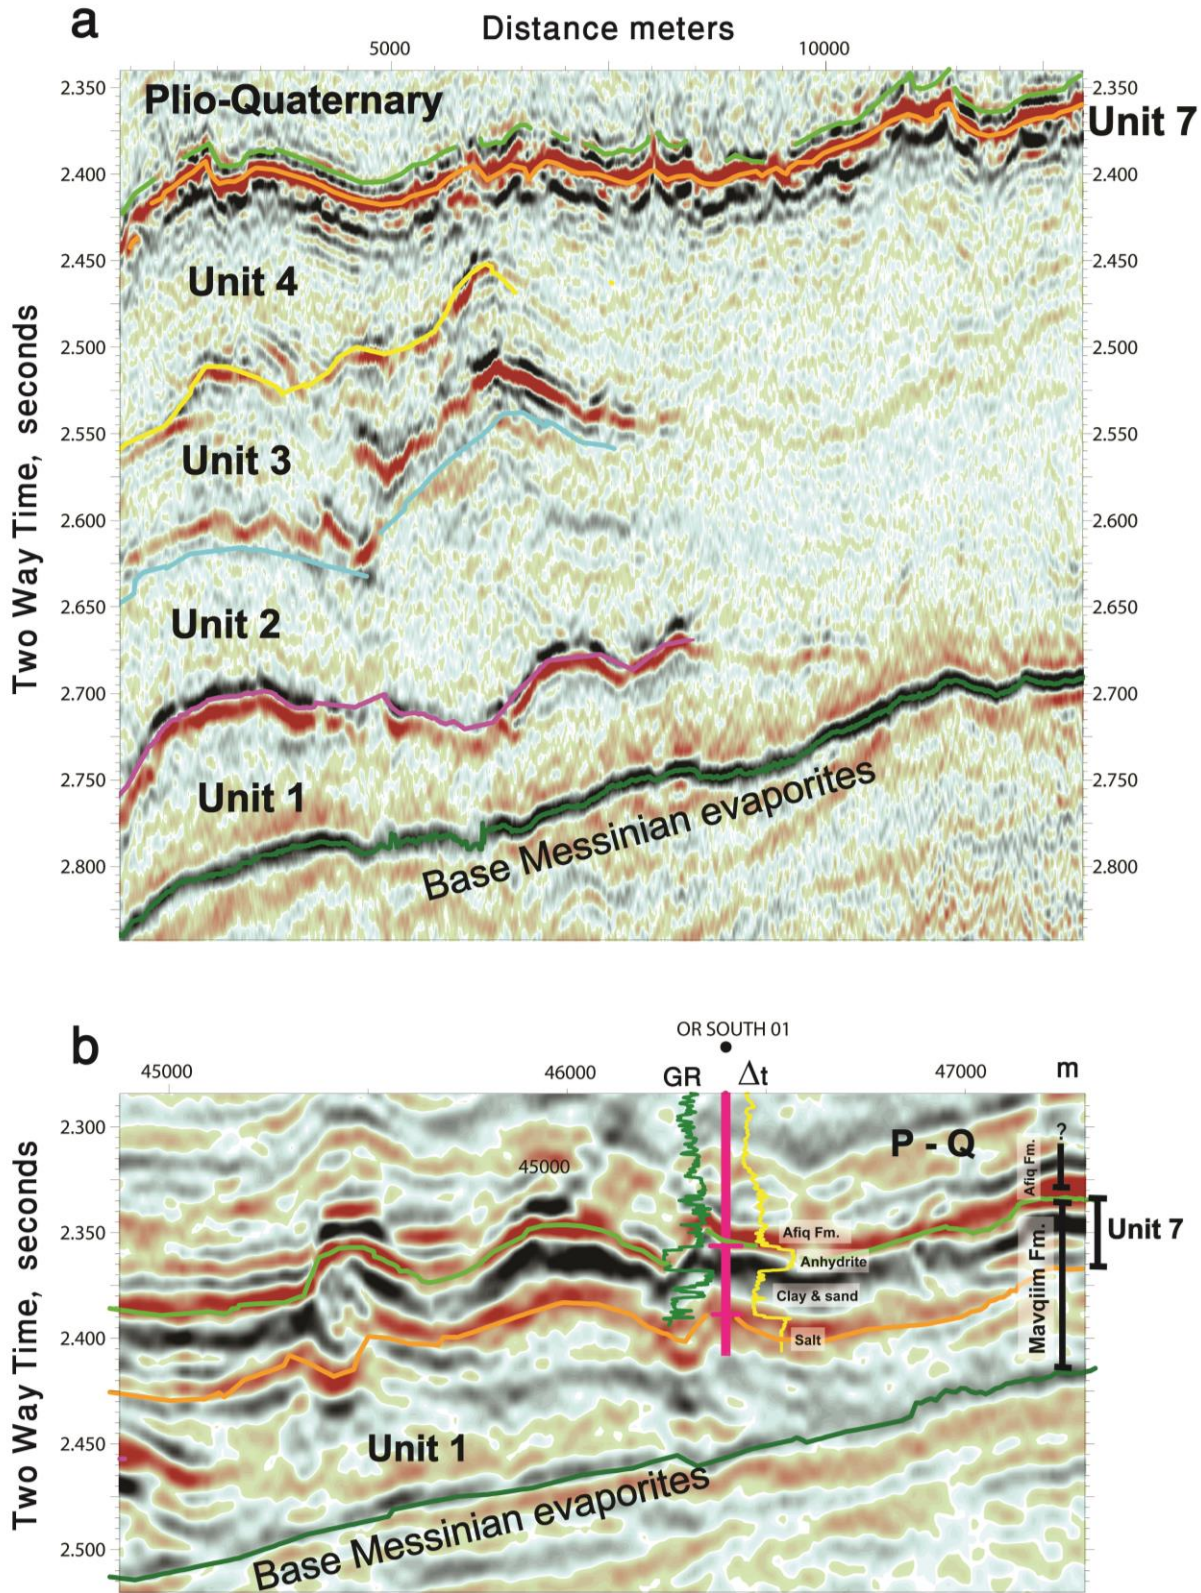 a
Distance meters
5000
10000
Plio-Quaternary
2.350
2.350
Unit 7
2.400
2.400
Unit 4
2.450
2.450
2.500
2.500
Unit 3
2.550
2.550
2.600
2.600
Unit 2
2.650
2.650
2.700
2.700
Unit 1
2.750
2.750
Base Messinian evaporites
2.800
2.800
Two Way Time, seconds
b
OR SOUTH 01
45000
46000
GR
Δt
47000
m
2.300
P - Q
?
45000
Afiq Fm.
2.350
Afiq Fm.
Unit 7
Anhydrite
Clay & sand
Mavqiim Fm.
2.400
Salt
2.450
Unit 1
Base Messinian evaporites
2.500
Two Way Time, seconds